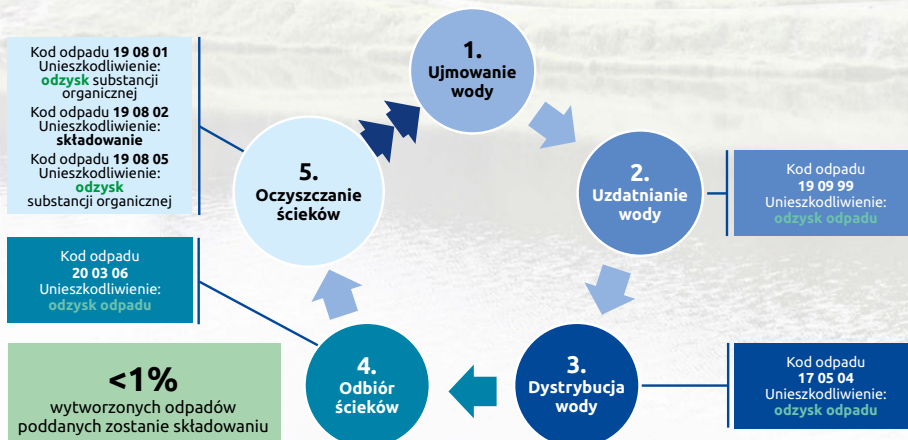 Kod odpadu 19 08 01
Unieszkodliwienie:
odzysk substancji
organicznej
Kod odpadu 19 08 02
Unieszkodliwienie:
składowanie
Kod odpadu 19 08 05
Unieszkodliwienie:
odzysk
substancji organicznej
1.
Ujmowanie
wody
2.
Uzdatnianie
wody
Kod odpadu
19 09 99
Unieszkodliwienie:
odzysk odpadu
3.
Dystrybucja
wody
Kod odpadu
17 05 04
Unieszkodliwienie:
odzysk odpadu
4.
Odbiór
ścieków
Kod odpadu
20 03 06
Unieszkodliwienie:
odzysk odpadu
5.
Oczyszczanie
ścieków
<1%
wytworzonych odpadów
poddanych zostanie składowaniu